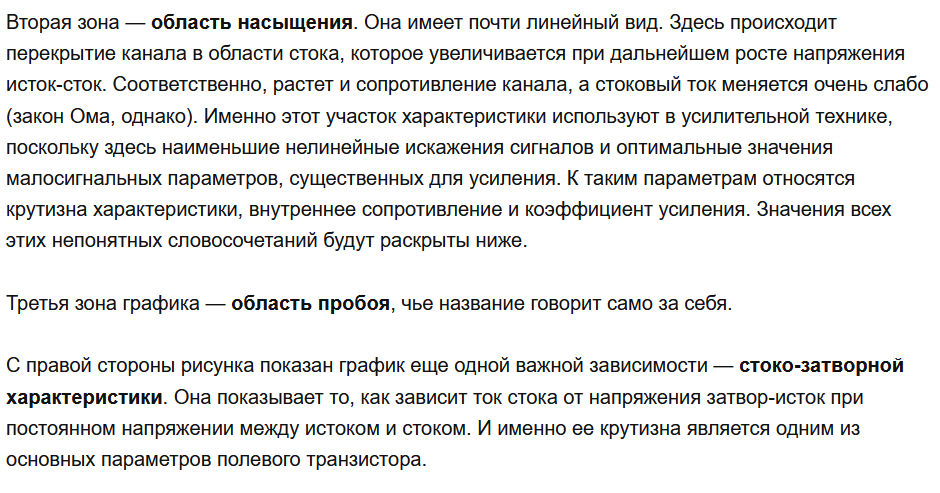 Вторая зона — область насыщения. Она имеет почти линейный вид. Здесь происходит
перекрытие канала в области стока, которое увеличивается при дальнейшем росте напряжения
исток-сток. Соответственно, растет и сопротивление канала, а стоковый ток меняется очень слабо
(закон Ома, однако). Именно этот участок характеристики используют в усилительной технике,
поскольку здесь наименьшие нелинейные искажения сигналов и оптимальные значения
малосигнальных параметров, существенных для усиления. К таким параметрам относятся
крутизна характеристики, внутреннее сопротивление и коэффициент усиления. Значения всех
этих непонятных словосочетаний будут раскрыты ниже.
Третья зона графика — область пробоя, чье название говорит само за себя.
С правой стороны рисунка показан график еще одной важной зависимости — стоко-затворной
характеристики. Она показывает то, как зависит ток стока от напряжения затвор-исток при
постоянном напряжении между истоком и стоком. И именно ее крутизна является одним из
основных параметров полевого транзистора.